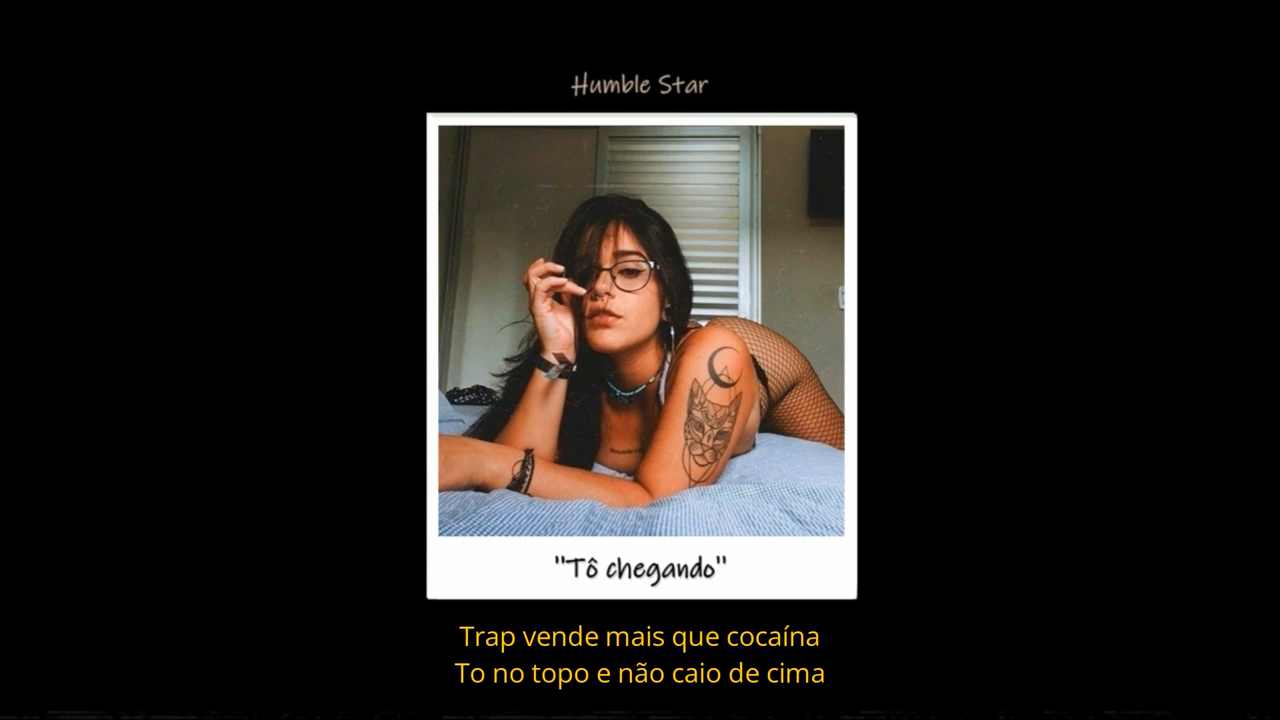 Humble Star
"Tô chegando"
Trap vende mais que cocaína
To no topo e não caio de cima